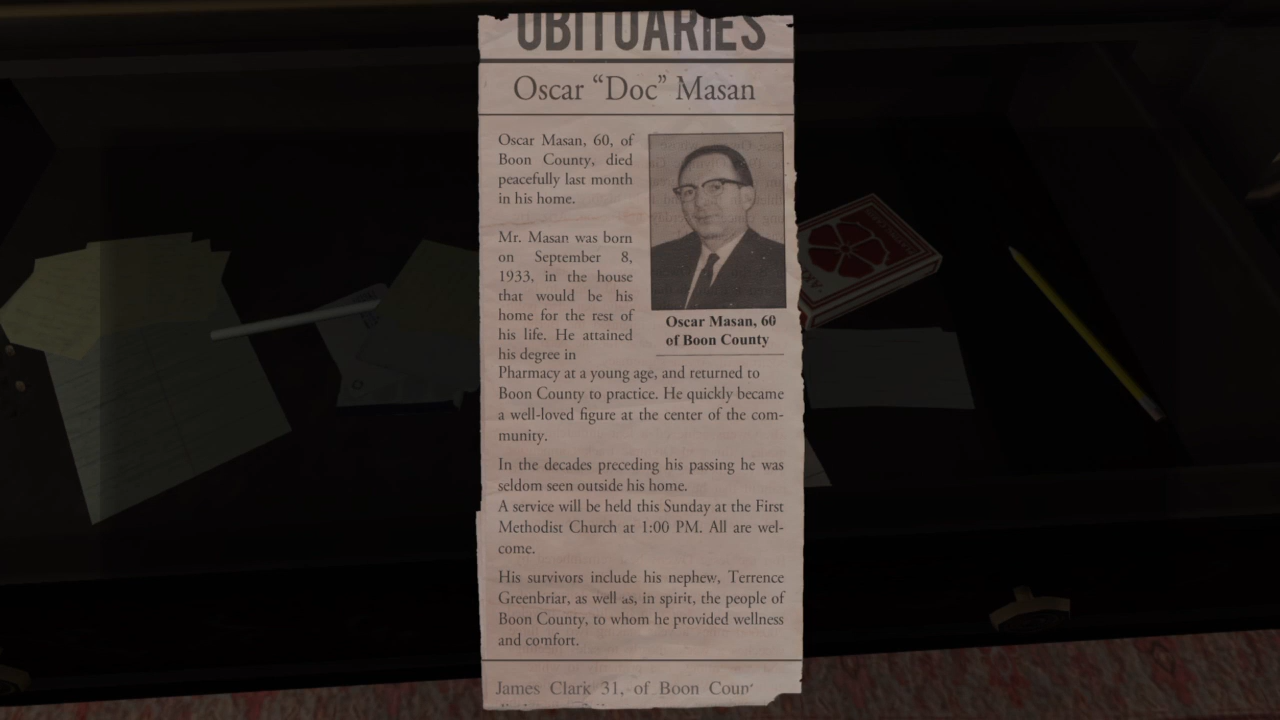 OBITUARIES
Oscar “Doc” Masan
Oscar Masan, 60, of
Boon County, died
peacefully last month
in his home.
Mr. Masan was born
on September 8,
1933, in the house
that would be his
home for the rest of
his life. He attained
his degree in
Oscar Masan, 60
of Boon County
Pharmacy at a young age, and returned to
Boon County to practice. He quickly became
a well-loved figure at the center of the com-
munity.
In the decades preceding his passing he was
seldom seen outside his home.
A service will be held this Sunday at the First
Methodist Church at 1:00 PM. All are wel-
come.
His survivors include his nephew, Terrence
Greenbriar, as well as, in spirit, the people of
Boon County, to whom he provided wellness
and comfort.
James Clark 31, of Boon Coun